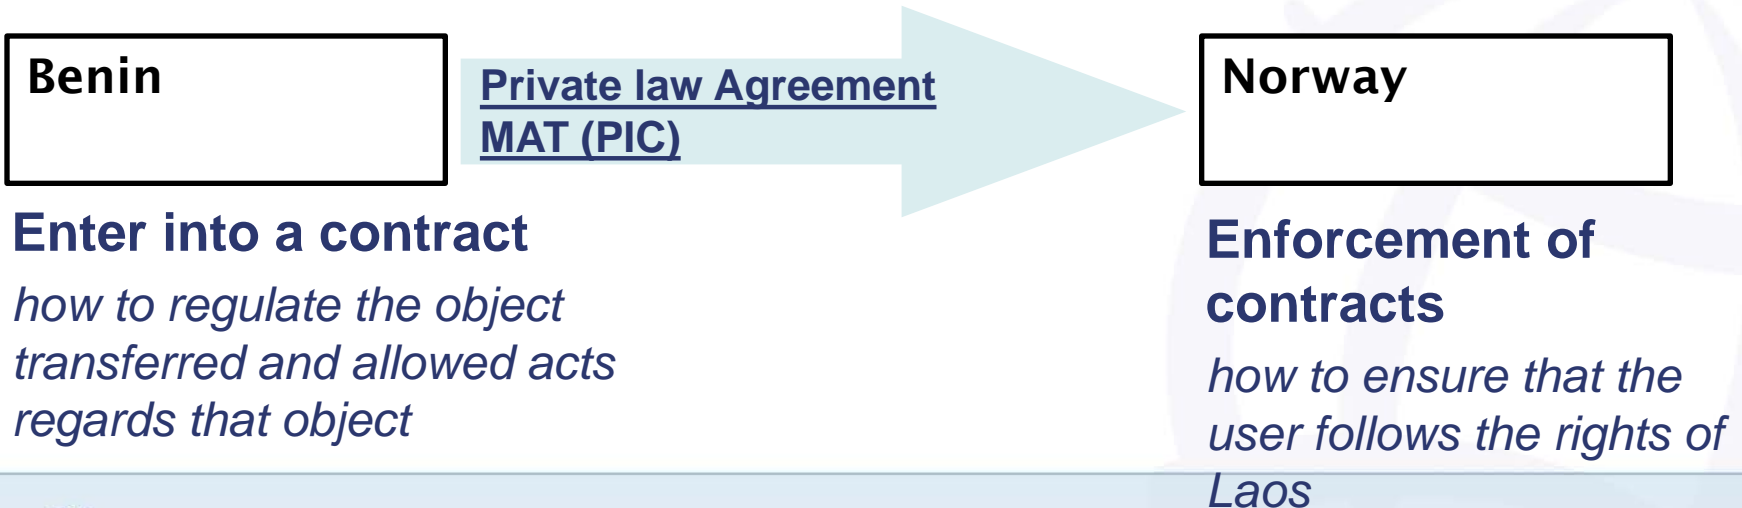 Benin
Private law Agreement
MAT (PIC)
Norway
Enter into a contract
how to regulate the object
transferred and allowed acts
regards that object
Enforcement of
contracts
how to ensure that the
user follows the rights of
Laos